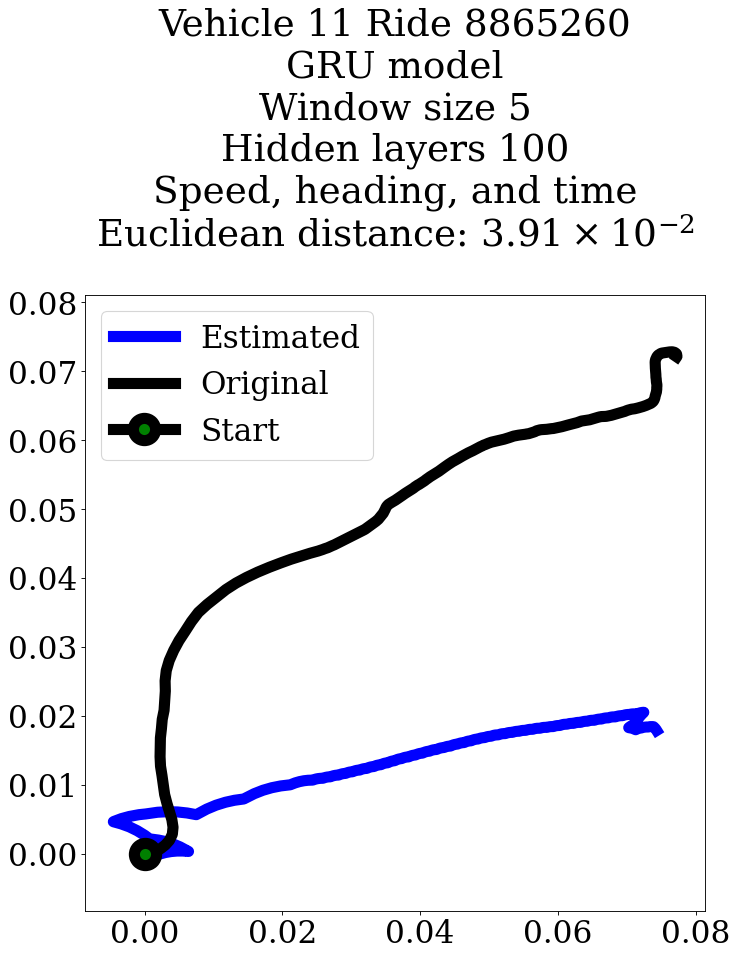 Vehicle 11 Ride 8865260
GRU model
Window size 5
Hidden layers 100
Speed, heading, and time
Euclidean distance: 3.91 × 10⁻²
Estimated
Original
Start
0.08
0.07
0.06
0.05
0.04
0.03
0.02
0.01
0.00
0.00 0.02 0.04 0.06 0.08